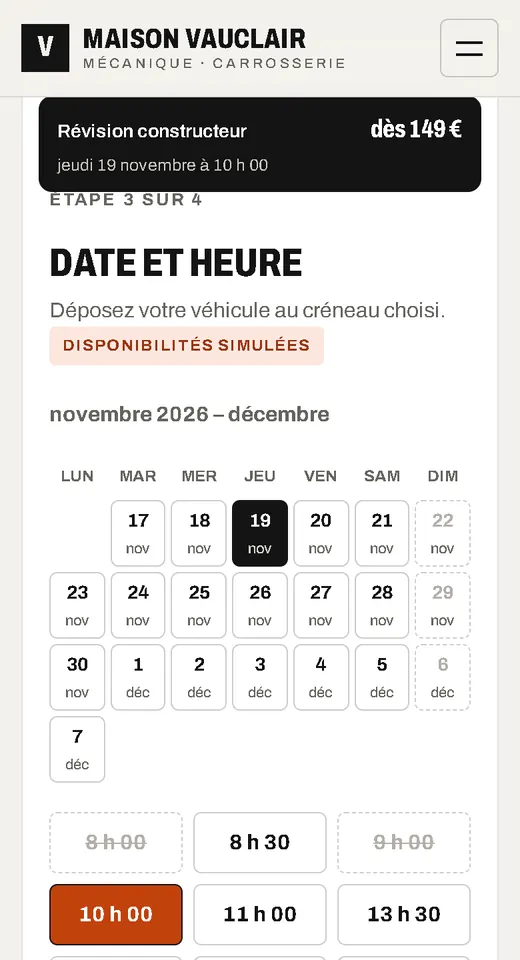 V MAISON VAUCLAIR
MÉCANIQUE · CARROSSERIE
Révision constructeur dès 149 €
jeudi 19 novembre à 10 h 00
ÉTAPE 3 SUR 4
DATE ET HEURE
Déposez votre véhicule au créneau choisi.
DISPONIBILITÉS SIMULÉES
novembre 2026 – décembre
LUN MAR MER JEU VEN SAM DIM
17 18 19 20 21 22
nov nov nov nov nov nov
23 24 25 26 27 28 29
nov nov nov nov nov nov nov
30 1 2 3 4 5 6
nov déc déc déc déc déc déc
7
déc
8 h 00 8 h 30 9 h 00
10 h 00 11 h 00 13 h 30